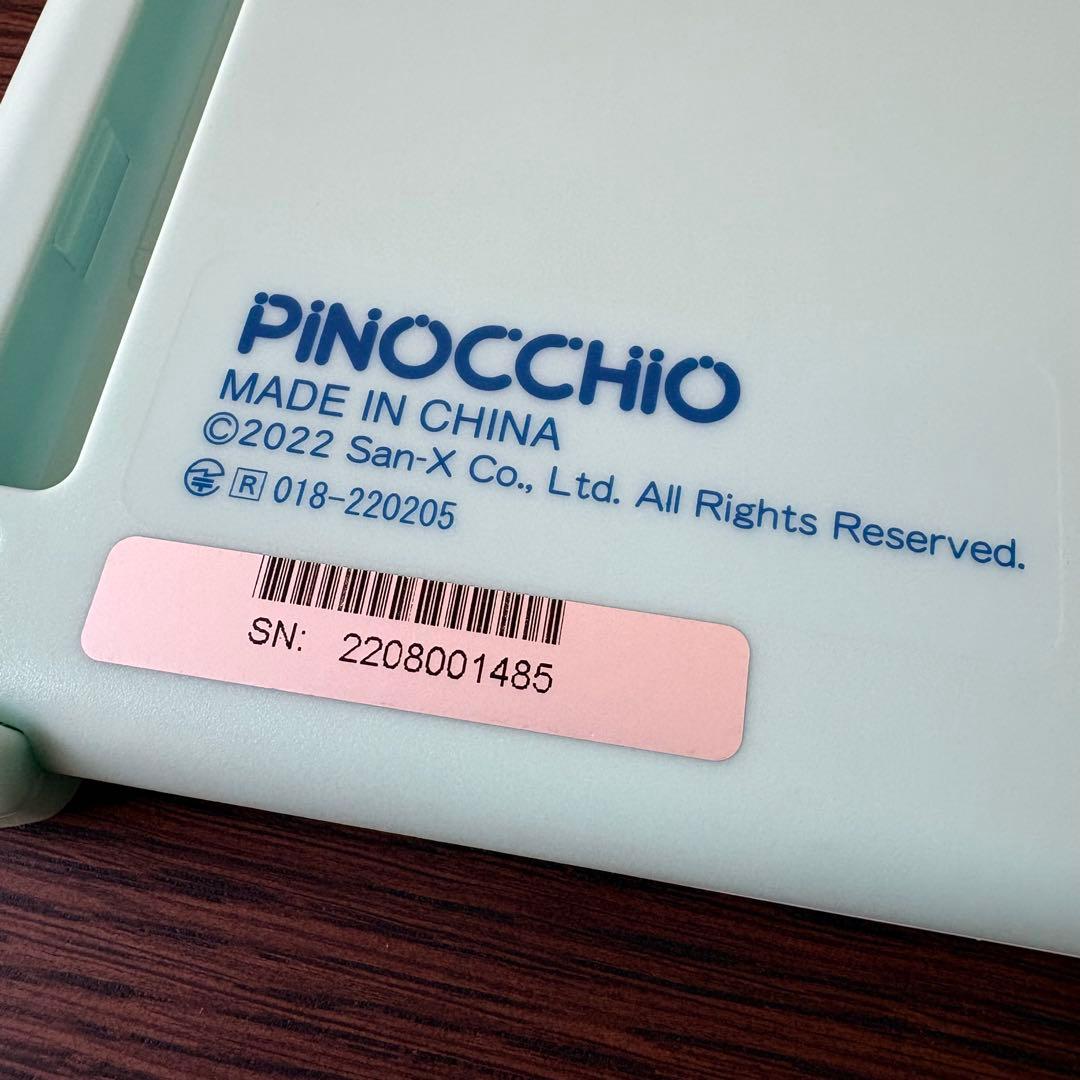 PiNOCCHiO
MADE IN CHINA
©2022 San-X Co., Ltd. All Rights Reserved.
R 018-220205
SN: 2208001485